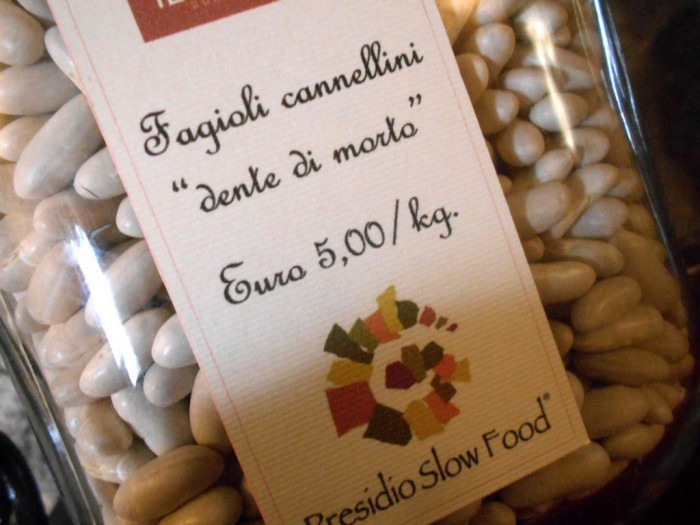 Fagioli cannellini
“dente di morto”
Euro 5,00/kg.
Presidio Slow Food®